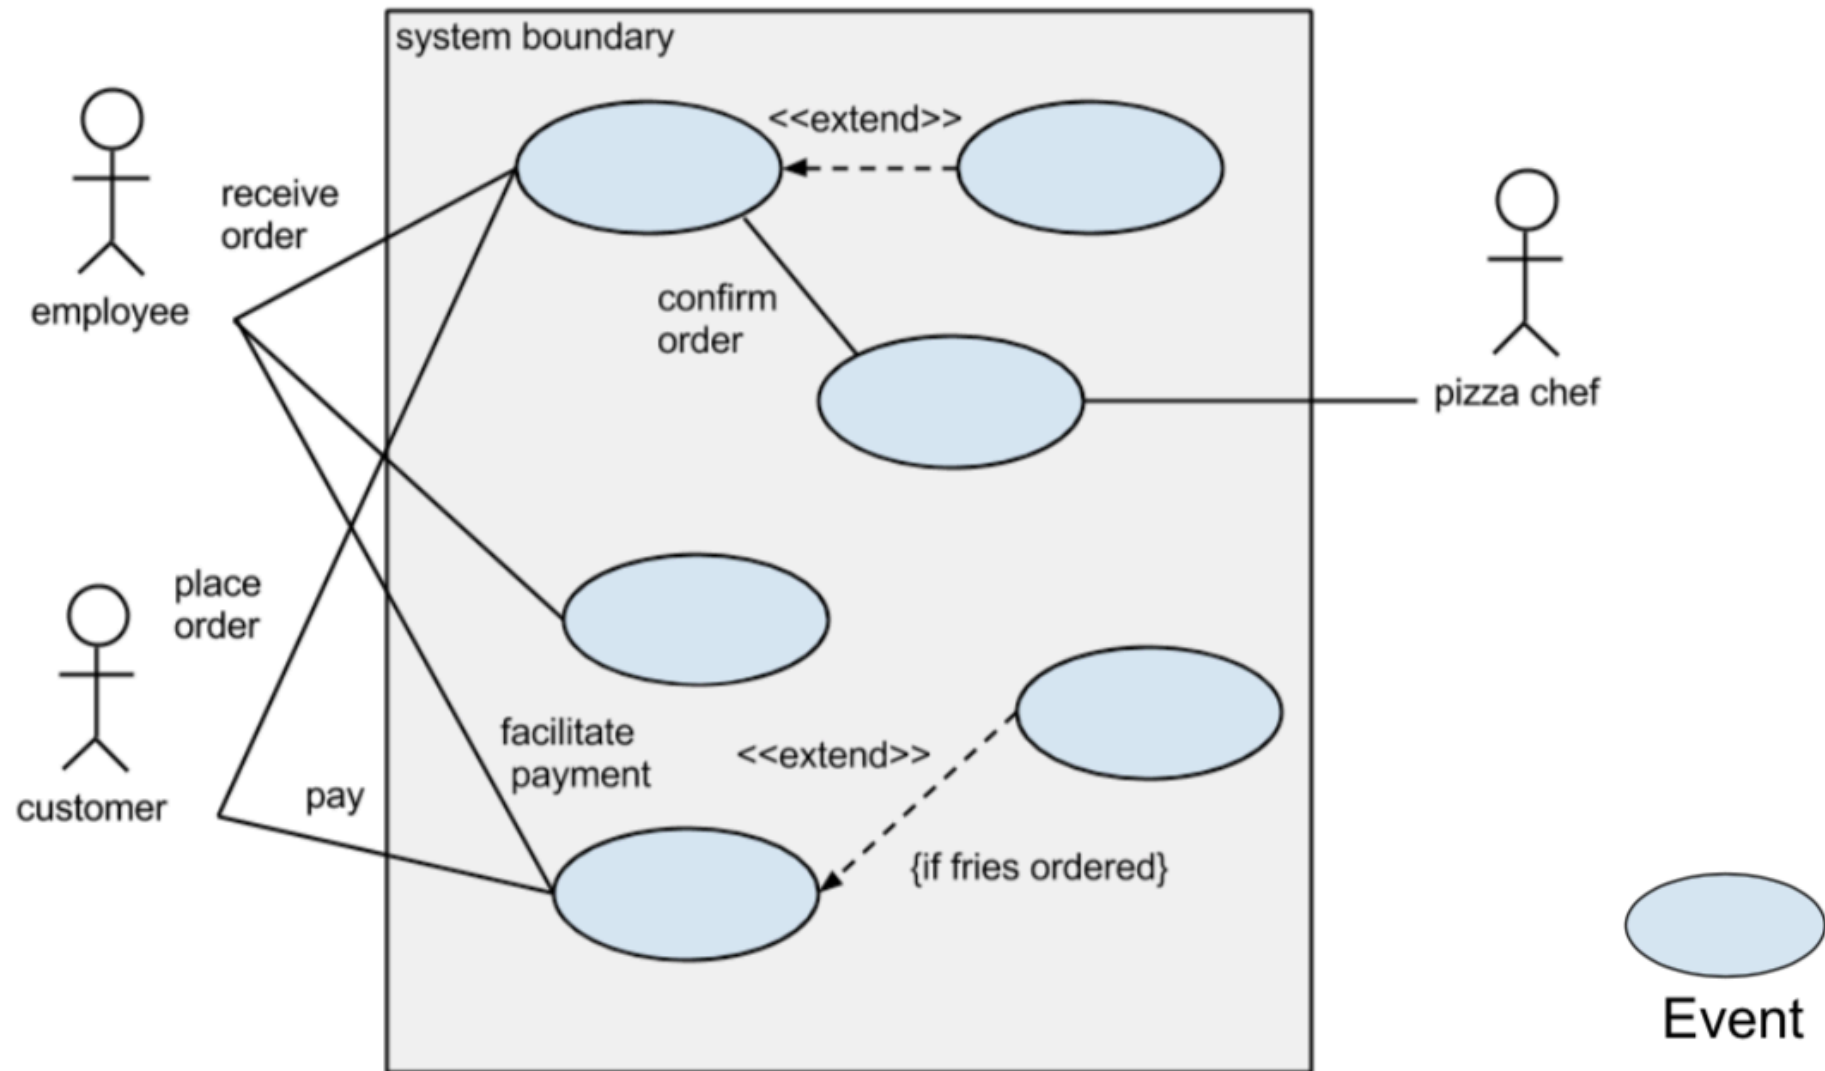 system boundary
<<extend>>
receive
order
employee
confirm
order
pizza chef
place
order
customer
pay
facilitate
payment
<<extend>>
{if fries ordered}
Event